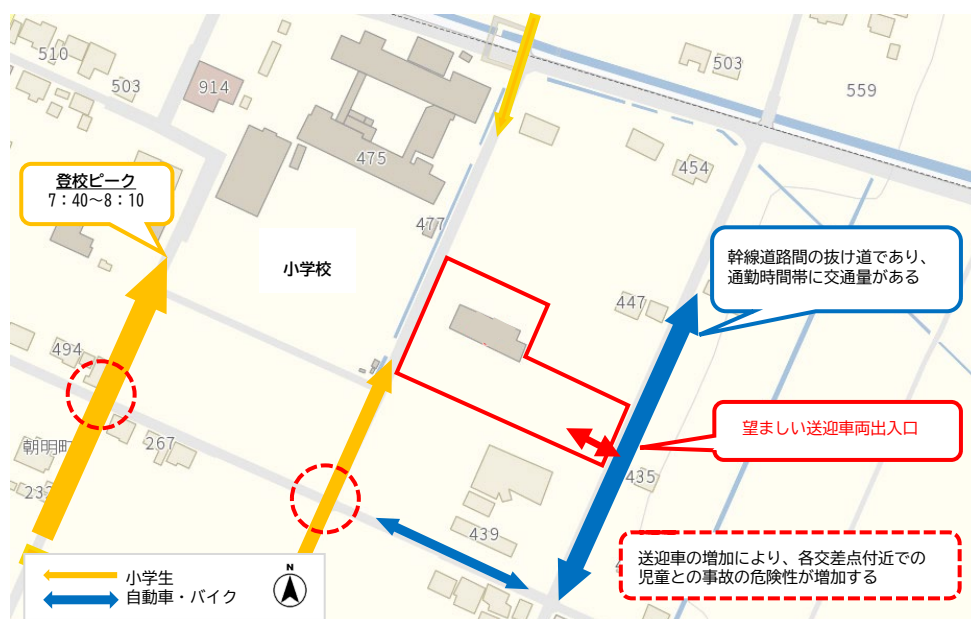 510
503
914
503
559
475
454
登校ピーク
7：40～8：10
477
小学校
幹線道路間の抜け道であり、
通勤時間帯に交通量がある
447
494
望ましい送迎車両出入口
朝明町
267
435
439
送迎車の増加により、各交差点付近での
児童との事故の危険性が増加する
小学生
自動車・バイク
N